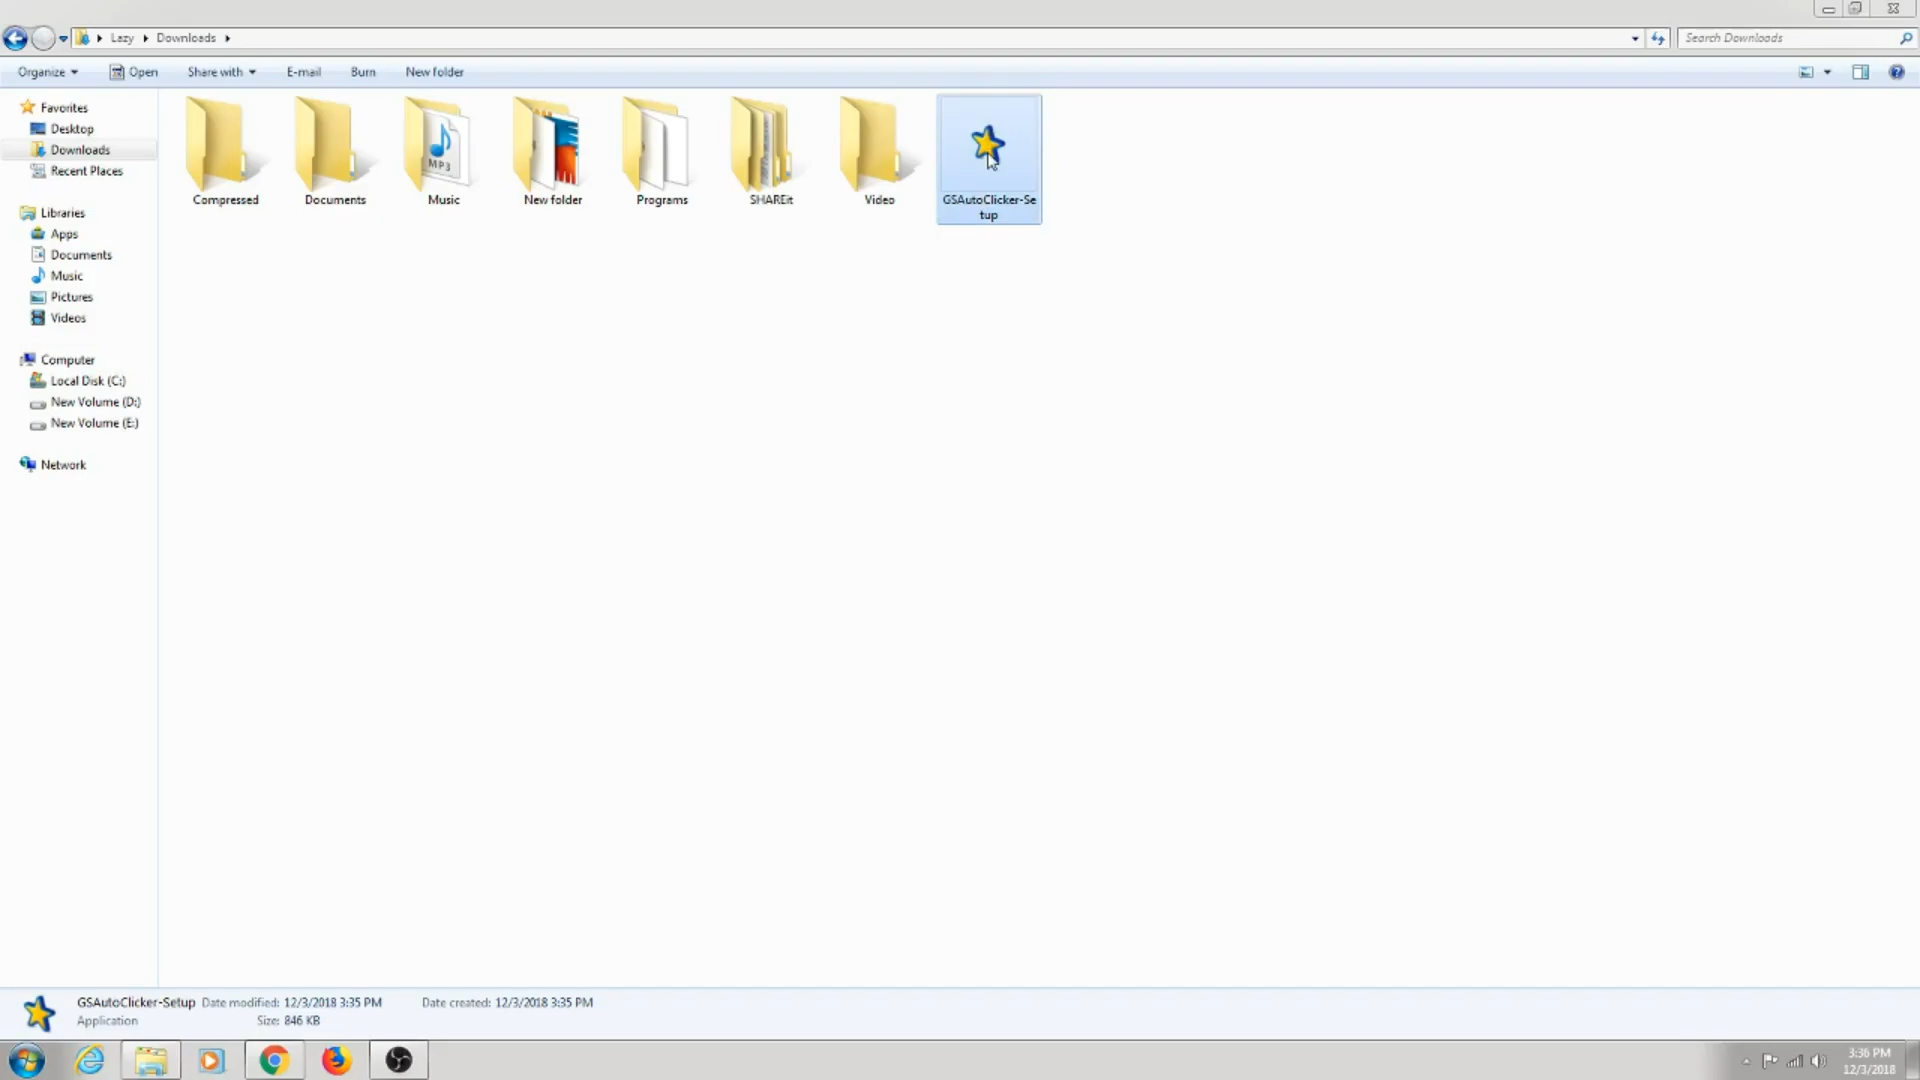 Lazy
Downloads
Search Downloads
Organize
Open
Share with
E-mail
Burn
New folder
Favorites
Desktop
Downloads
Recent Places
Libraries
Apps
Documents
Music
Pictures
Videos
Computer
Local Disk (C:)
New Volume (D:)
New Volume (E:)
Network
Compressed
Documents
MP3
Music
New folder
Programs
SHAREit
Video
GSAutoClicker-Se
tup
GSAutoClicker-Setup Date modified: 12/3/2018 3:35 PM Date created: 12/3/2018 3:35 PM
Application Size: 846 KB
3:36 PM
12/3/2018